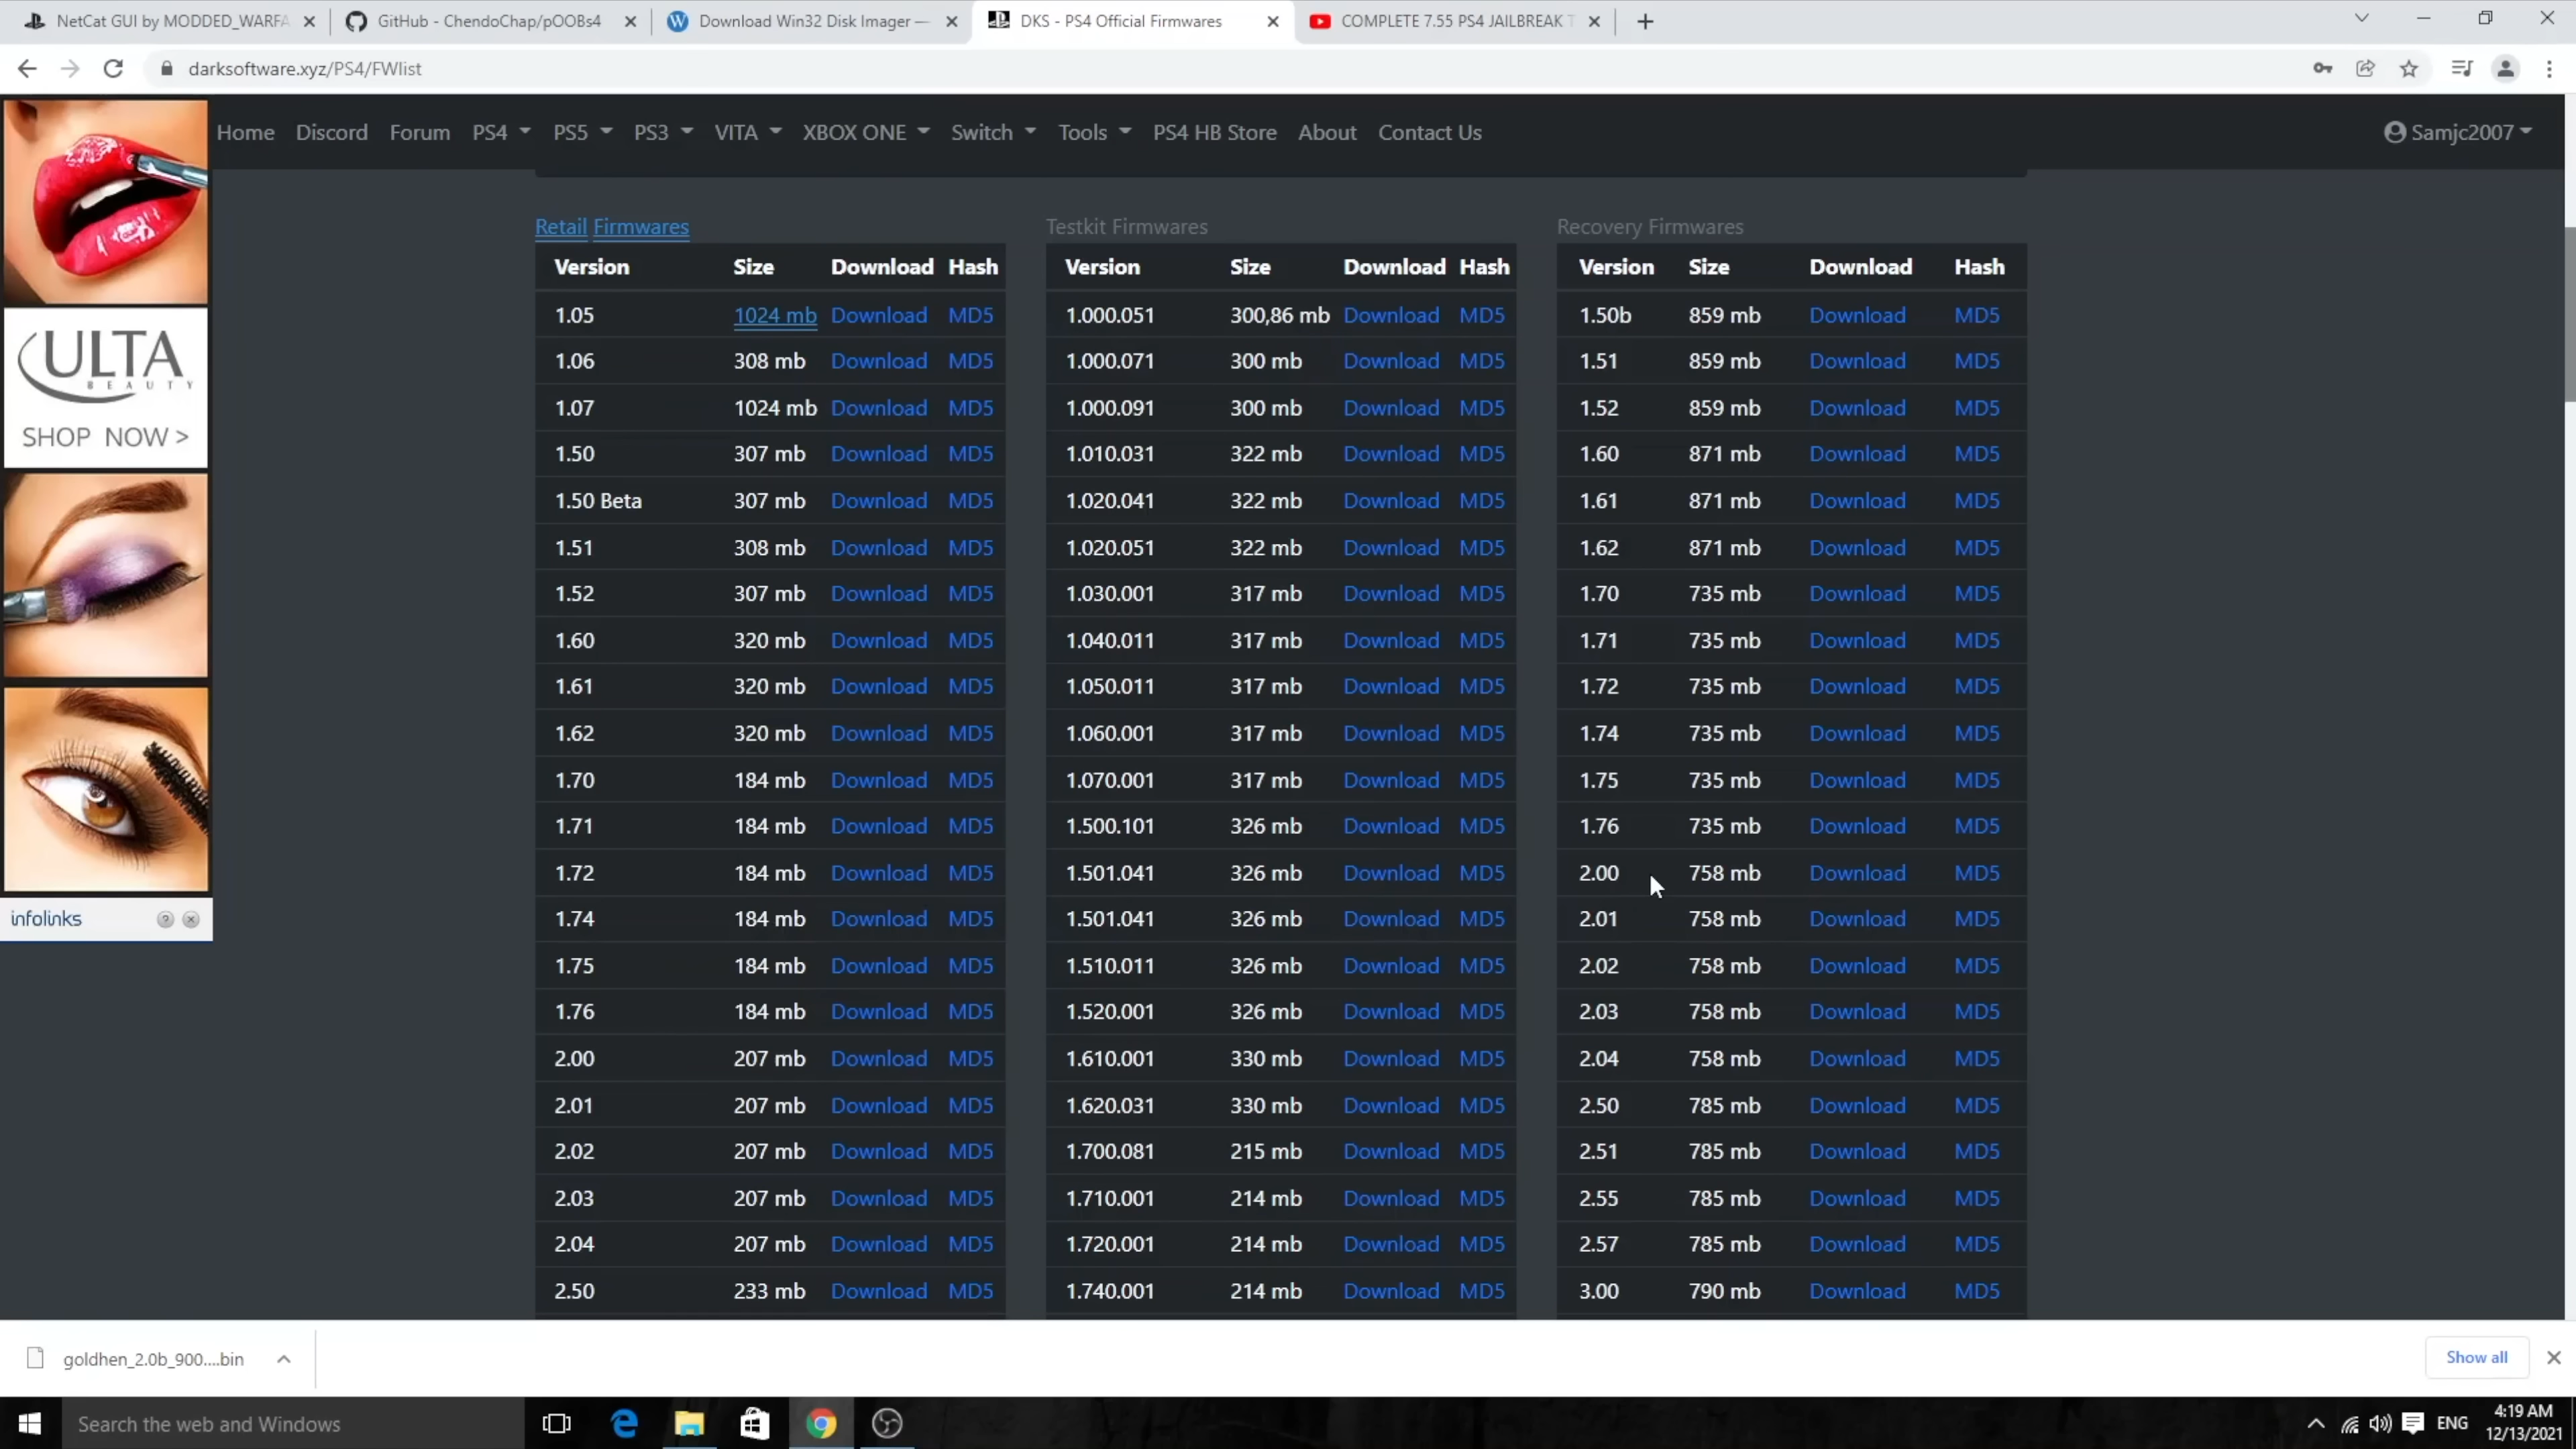 NetCat GUI by MODDED_WARFA
GitHub - ChendoChap/pOOBs4
Download Win32 Disk Imager —
DKS - PS4 Official Firmwares
COMPLETE 7.55 PS4 JAILBREAK T
darksoftware.xyz/PS4/FWlist
Home Discord Forum PS4 PS5 PS3 VITA XBOX ONE Switch Tools PS4 HB Store About Contact Us Samjc2007
ULTA
BEAUTY
SHOP NOW >
infolinks
Retail Firmwares
Version Size Download Hash
1.05 1024 mb Download MD5
1.06 308 mb Download MD5
1.07 1024 mb Download MD5
1.50 307 mb Download MD5
1.50 Beta 307 mb Download MD5
1.51 308 mb Download MD5
1.52 307 mb Download MD5
1.60 320 mb Download MD5
1.61 320 mb Download MD5
1.62 320 mb Download MD5
1.70 184 mb Download MD5
1.71 184 mb Download MD5
1.72 184 mb Download MD5
1.74 184 mb Download MD5
1.75 184 mb Download MD5
1.76 184 mb Download MD5
2.00 207 mb Download MD5
2.01 207 mb Download MD5
2.02 207 mb Download MD5
2.03 207 mb Download MD5
2.04 207 mb Download MD5
2.50 233 mb Download MD5
Testkit Firmwares
Version Size Download Hash
1.000.051 300,86 mb Download MD5
1.000.071 300 mb Download MD5
1.000.091 300 mb Download MD5
1.010.031 322 mb Download MD5
1.020.041 322 mb Download MD5
1.020.051 322 mb Download MD5
1.030.001 317 mb Download MD5
1.040.011 317 mb Download MD5
1.050.011 317 mb Download MD5
1.060.001 317 mb Download MD5
1.070.001 317 mb Download MD5
1.500.101 326 mb Download MD5
1.501.041 326 mb Download MD5
1.501.041 326 mb Download MD5
1.510.011 326 mb Download MD5
1.520.001 326 mb Download MD5
1.610.001 330 mb Download MD5
1.620.031 330 mb Download MD5
1.700.081 215 mb Download MD5
1.710.001 214 mb Download MD5
1.720.001 214 mb Download MD5
1.740.001 214 mb Download MD5
Recovery Firmwares
Version Size Download Hash
1.50b 859 mb Download MD5
1.51 859 mb Download MD5
1.52 859 mb Download MD5
1.60 871 mb Download MD5
1.61 871 mb Download MD5
1.62 871 mb Download MD5
1.70 735 mb Download MD5
1.71 735 mb Download MD5
1.72 735 mb Download MD5
1.74 735 mb Download MD5
1.75 735 mb Download MD5
1.76 735 mb Download MD5
2.00 758 mb Download MD5
2.01 758 mb Download MD5
2.02 758 mb Download MD5
2.03 758 mb Download MD5
2.04 758 mb Download MD5
2.50 785 mb Download MD5
2.51 785 mb Download MD5
2.55 785 mb Download MD5
2.57 785 mb Download MD5
3.00 790 mb Download MD5
goldhen_2.0b_900....bin
Show all
Search the web and Windows
ENG
4:19 AM
12/13/2021